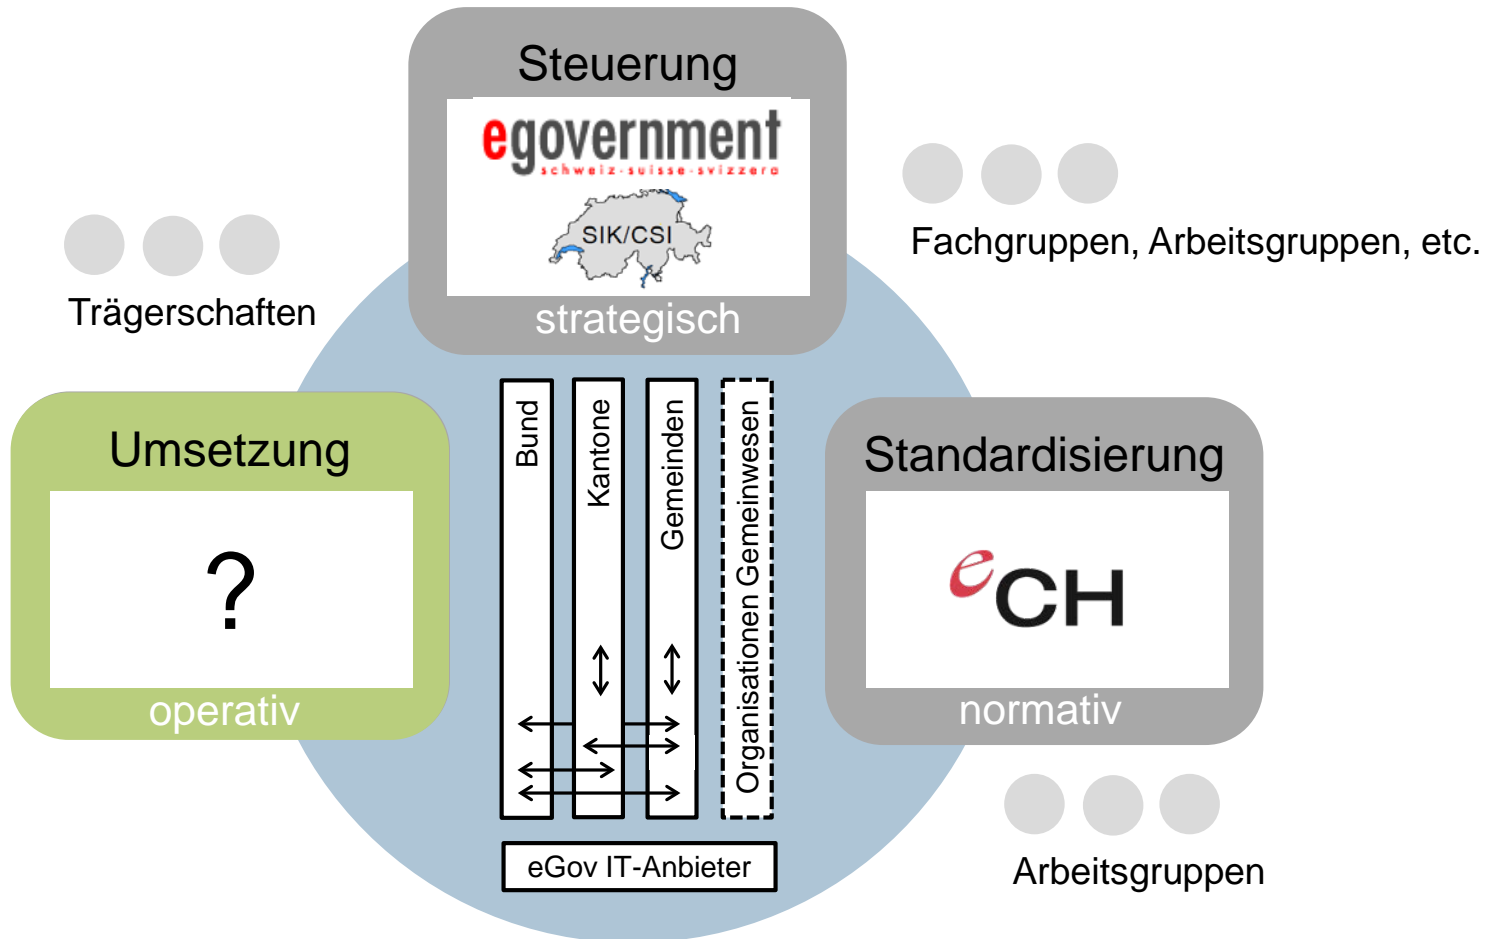 Steuerung
egovernment
schweiz-suisse-svizzera
SIK/CSI
strategisch
Fachgruppen, Arbeitsgruppen, etc.
Trägerschaften
Umsetzung
?
operativ
Bund
Kantone
Gemeinden
Organisationen Gemeinwesen
eGov IT-Anbieter
Standardisierung
eCH
normativ
Arbeitsgruppen